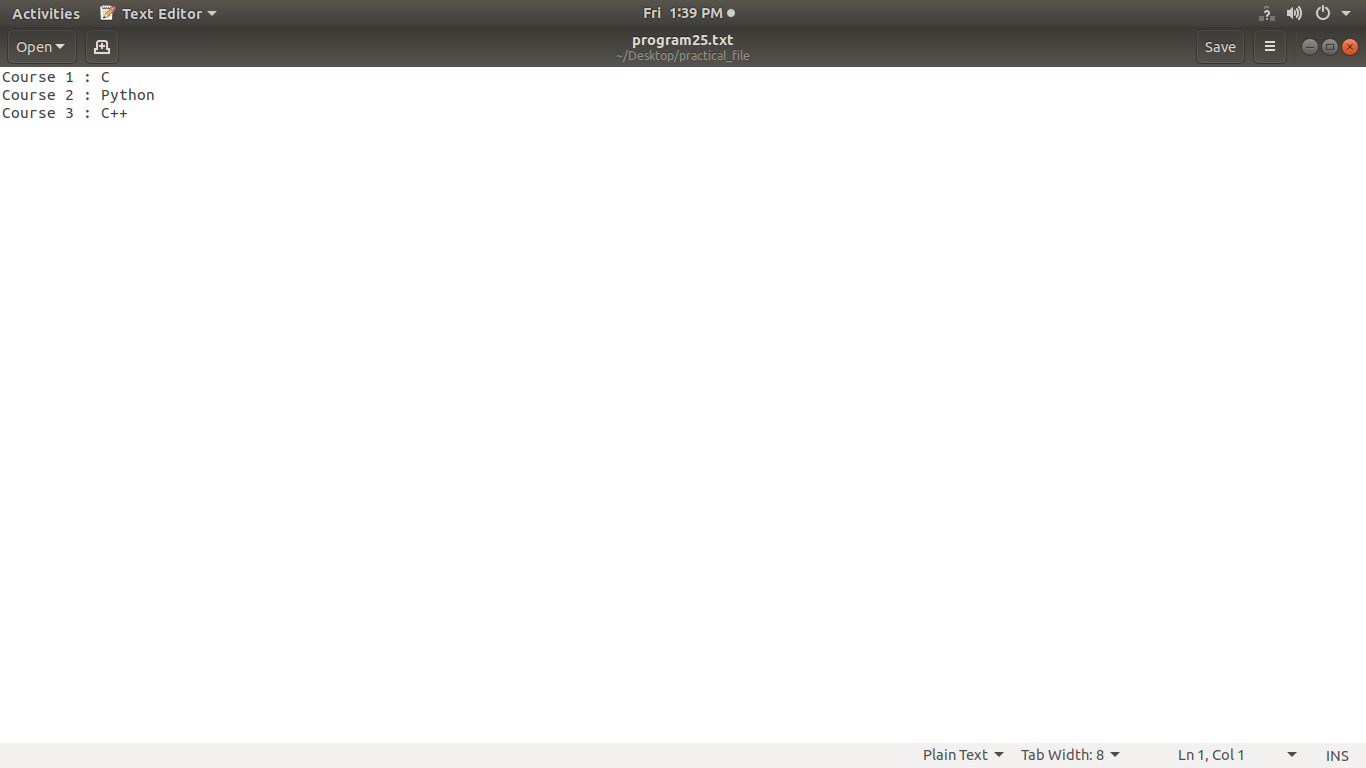 Activities Text Editor Fri 1:39 PM
Open program25.txt Save
~/Desktop/practical_file
Course 1 : C
Course 2 : Python
Course 3 : C++
Plain Text Tab Width: 8 Ln 1, Col 1 INS